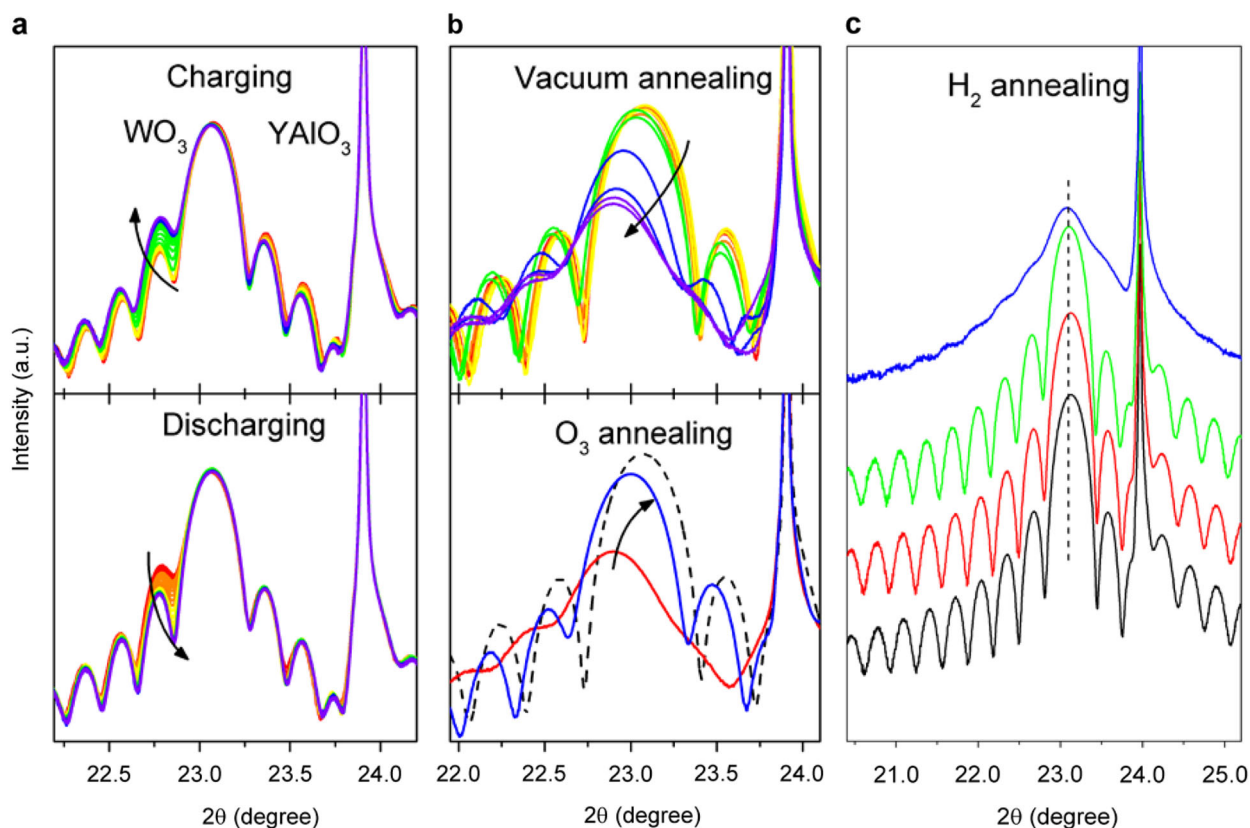 a
b
c
Charging
WO3
YAlO3
Vacuum annealing
H2 annealing
Discharging
O3 annealing
Intensity (a.u.)
22.5 23.0 23.5 24.0
22.0 22.5 23.0 23.5 24.0
21.0 22.0 23.0 24.0 25.0
2θ (degree)
2θ (degree)
2θ (degree)